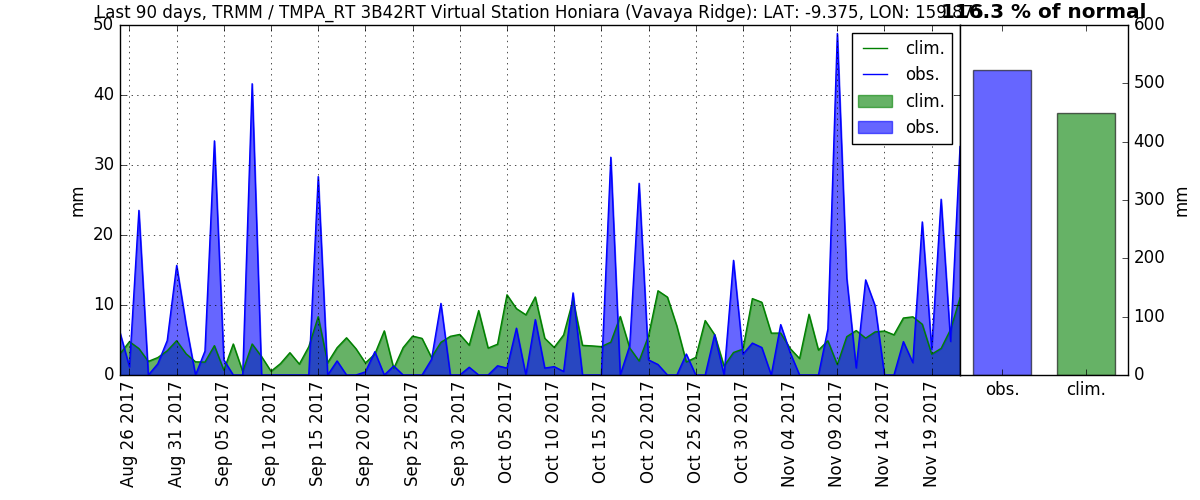 Last 90 days, TRMM / TMPA_RT 3B42RT Virtual Station Honiara (Vavaya Ridge): LAT: -9.375, LON: 159.875
116.3 % of normal
50
40
30
20
10
0
mm
clim.
obs.
clim.
obs.
600
500
400
300
200
100
0
mm
obs.
clim.
Aug 26 2017
Aug 31 2017
Sep 05 2017
Sep 10 2017
Sep 15 2017
Sep 20 2017
Sep 25 2017
Sep 30 2017
Oct 05 2017
Oct 10 2017
Oct 15 2017
Oct 20 2017
Oct 25 2017
Oct 30 2017
Nov 04 2017
Nov 09 2017
Nov 14 2017
Nov 19 2017